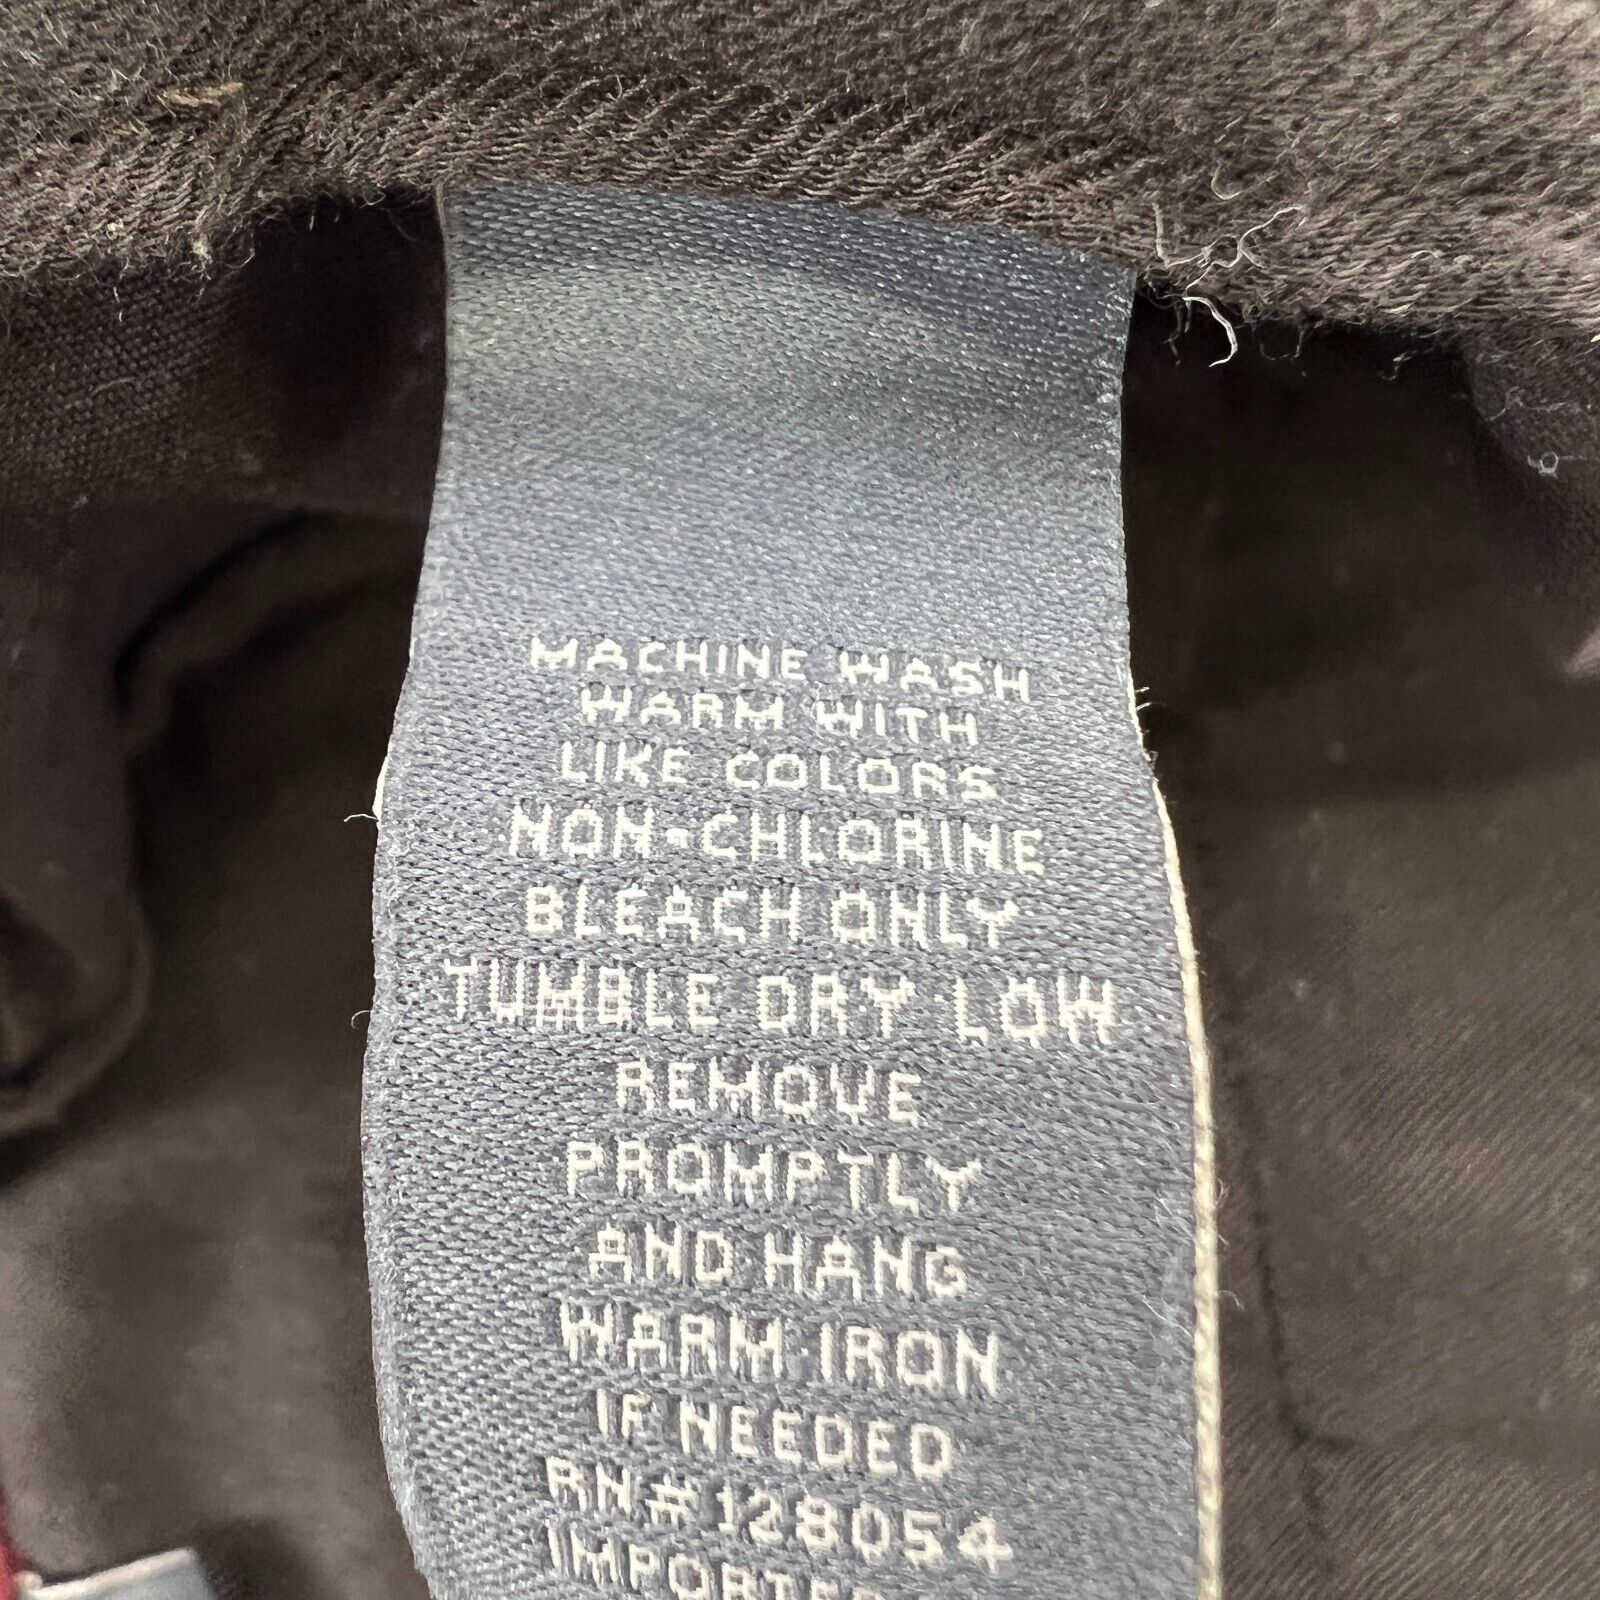 MACHINE WASH
WARM WITH
LIKE COLORS
NON-CHLORINE
BLEACH ONLY
TUMBLE DRY LOW
REMOVE
PROMPTLY
AND HANG
WARM IRON
IF NEEDED
RN#128054
IMPORTED